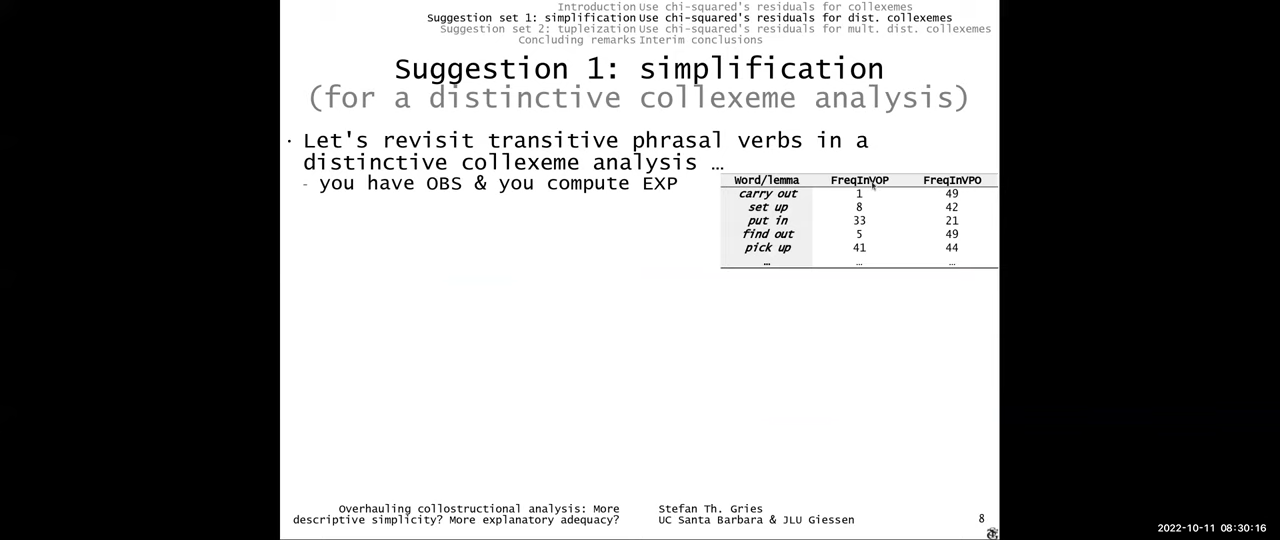 Introduction Use chi-squared's residuals for collexemes
Suggestion set 1: simplification Use chi-squared's residuals for dist. collexemes
Suggestion set 2: tupleization Use chi-squared's residuals for mult. dist. collexemes
Concluding remarks Interim conclusions
Suggestion 1: simplification
(for a distinctive collexeme analysis)
· Let's revisit transitive phrasal verbs in a
distinctive collexeme analysis …
- you have OBS & you compute EXP
Word/lemma FreqInVOP FreqInVPO
carry out 1 49
set up 8 42
put in 33 21
find out 5 49
pick up 41 44
… … …
Overhauling collostructional analysis: More
descriptive simplicity? More explanatory adequacy?
Stefan Th. Gries
UC Santa Barbara & JLU Giessen
8
2022-10-11 08:30:16